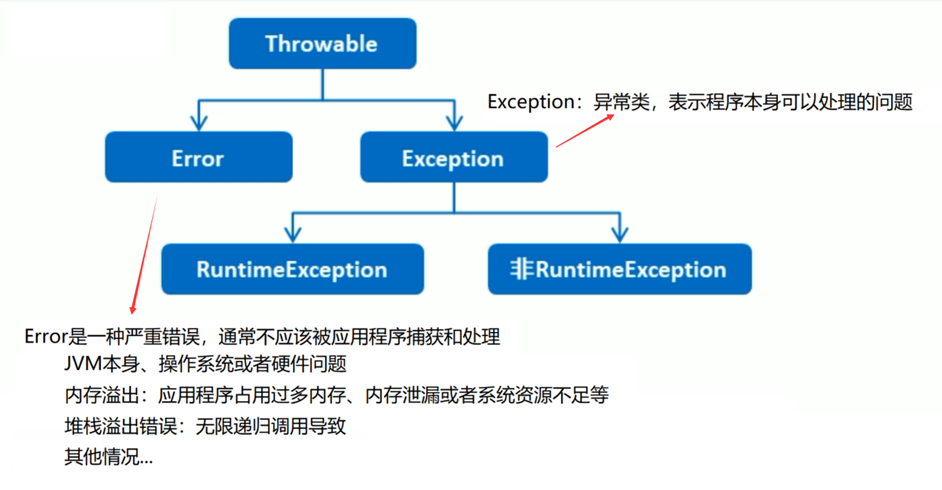 Throwable
Exception：异常类，表示程序本身可以处理的问题
Error
Exception
RuntimeException
非RuntimeException
Error是一种严重错误，通常不应该被应用程序捕获和处理
JVM本身、操作系统或者硬件问题
内存溢出：应用程序占用过多内存、内存泄漏或者系统资源不足等
堆栈溢出错误：无限递归调用导致
其他情况...